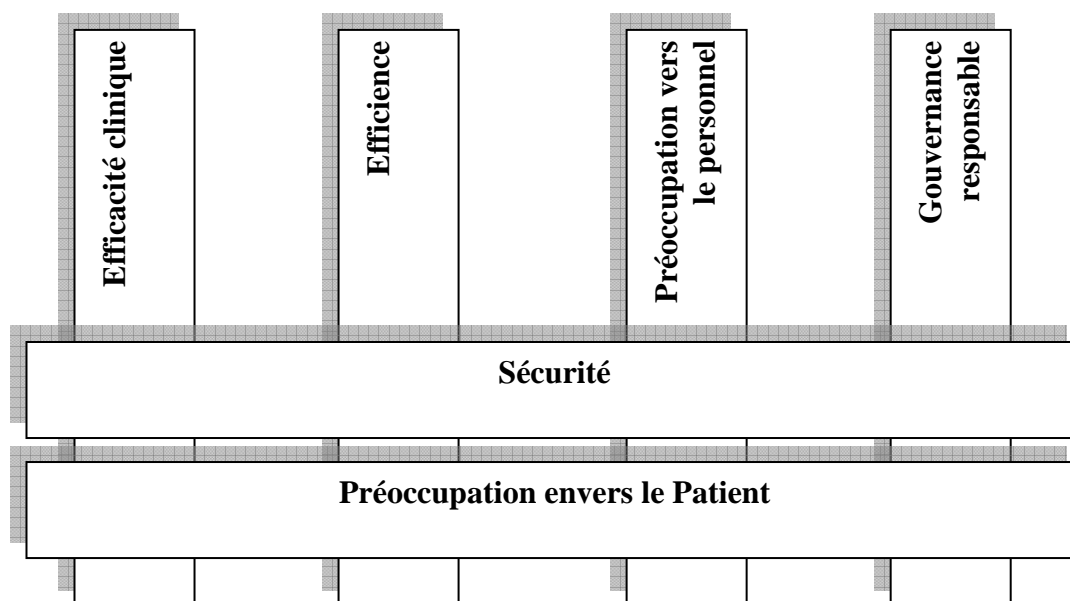 Efficacité clinique
Efficience
Préoccupation vers
le personnel
Gouvernance
responsable
Sécurité
Préoccupation envers le Patient